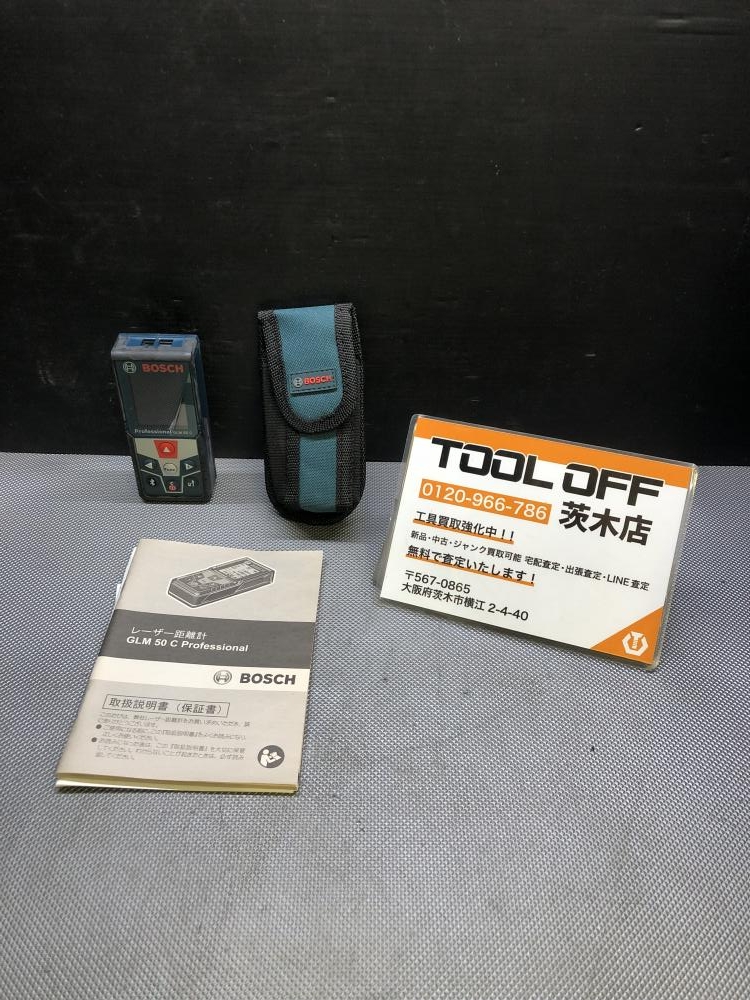 BOSCH
Professional
BOSCH
TOOL OFF
0120-966-786
茨木店
工具買取強化中!!
新品・中古・ジャンク買取可能 宅配査定・出張査定・LINE査定
無料で査定いたします!
〒567-0865
大阪府茨木市横江 2-4-40
レーザー距離計
GLM 50 C Professional
BOSCH
取扱説明書(保証書)